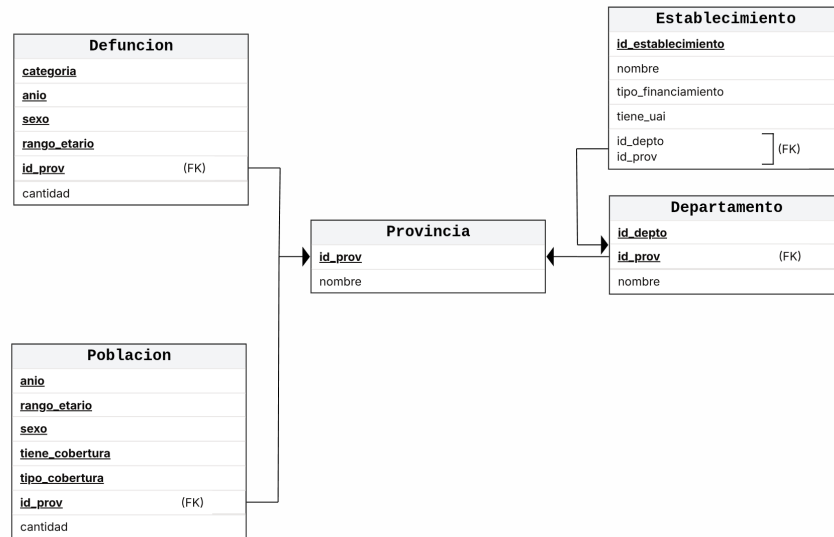 Defuncion
categoria
anio
sexo
rango_etario
id_prov (FK)
cantidad
Poblacion
anio
rango_etario
sexo
tiene_cobertura
tipo_cobertura
id_prov (FK)
cantidad
Provincia
id_prov
nombre
Establecimiento
id_establecimiento
nombre
tipo_financiamiento
tiene_uai
id_depto
id_prov (FK)
Departamento
id_depto
id_prov (FK)
nombre